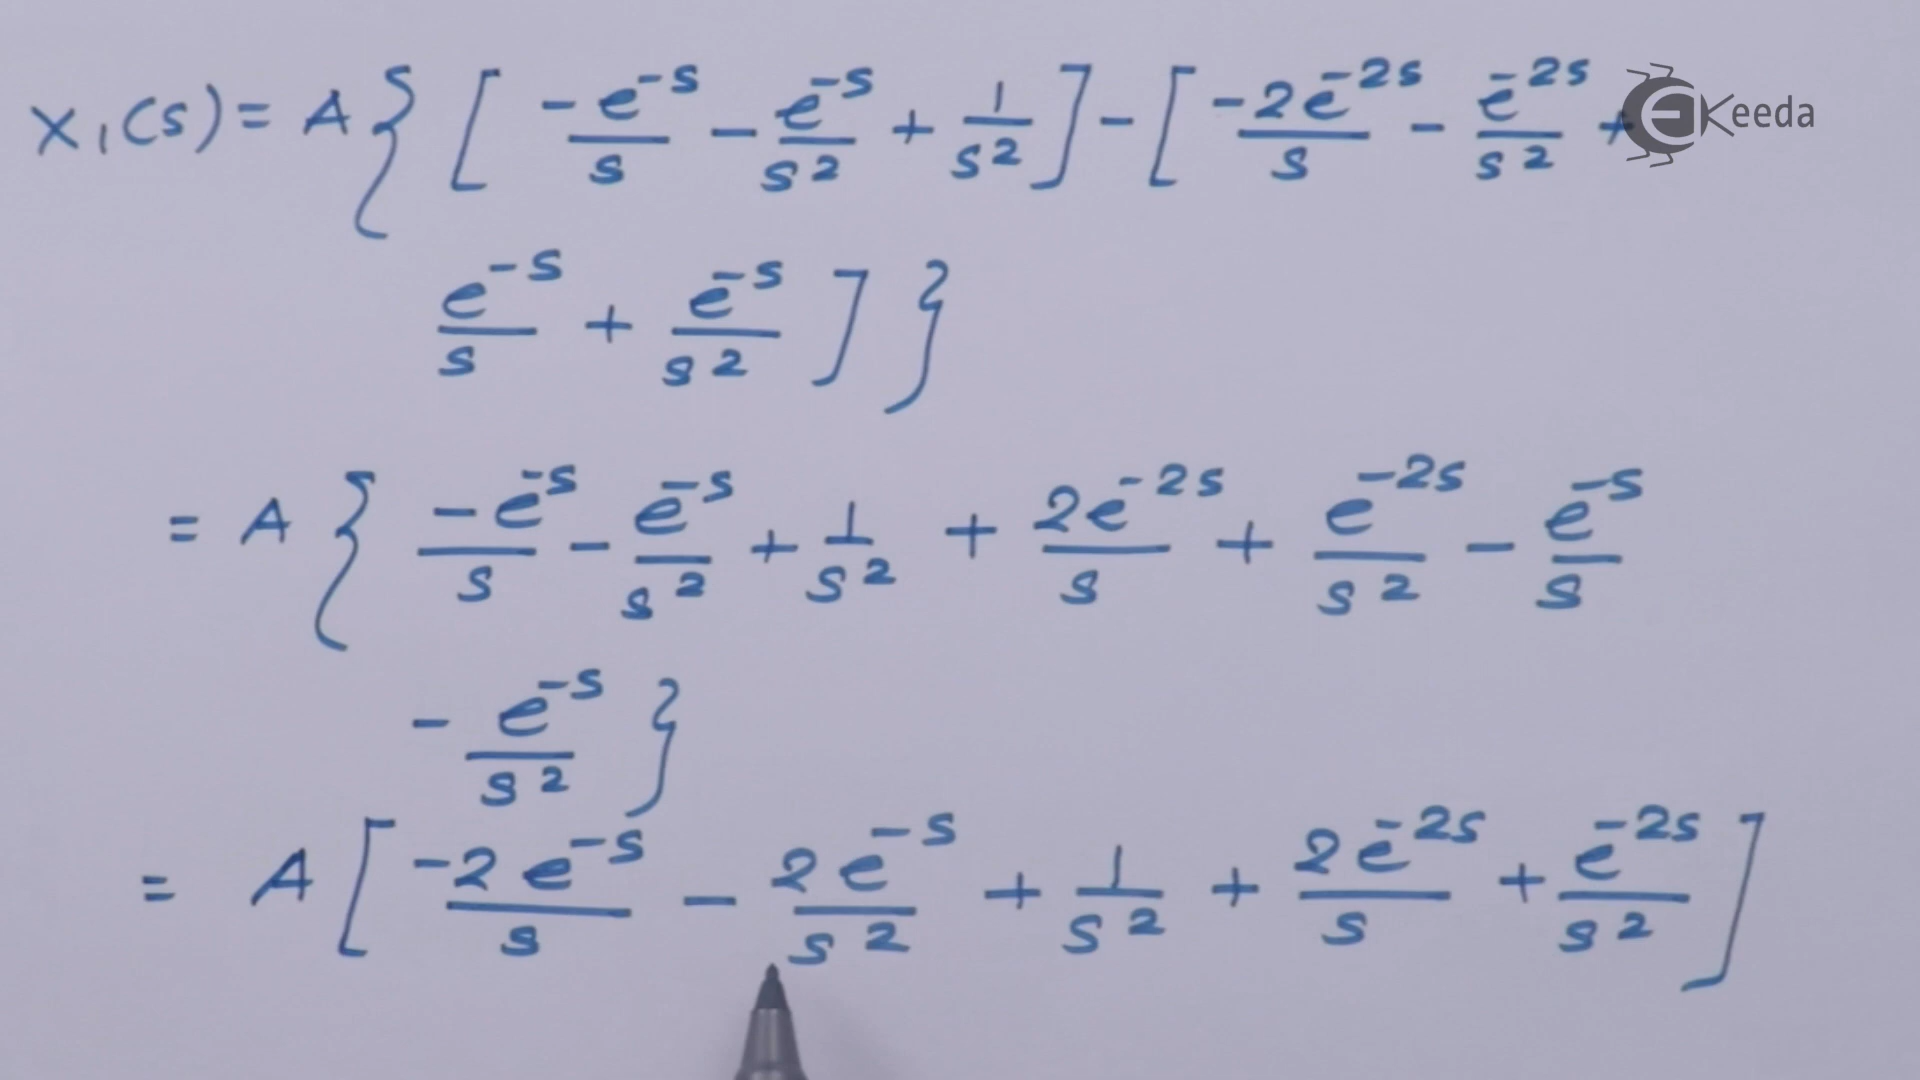 X₁(s) = A{ [ -e^{-s}/s - e^{-s}/s² + 1/s² ] - [ -2e^{-2s}/s - e^{-2s}/s² +
e^{-s}/s + e^{-s}/s² ] }
= A{ -e^{-s}/s - e^{-s}/s² + 1/s² + 2e^{-2s}/s + e^{-2s}/s² - e^{-s}/s
- e^{-s}/s² }
= A[ -2e^{-s}/s - 2e^{-s}/s² + 1/s² + 2e^{-2s}/s + e^{-2s}/s² ]
EKeeda